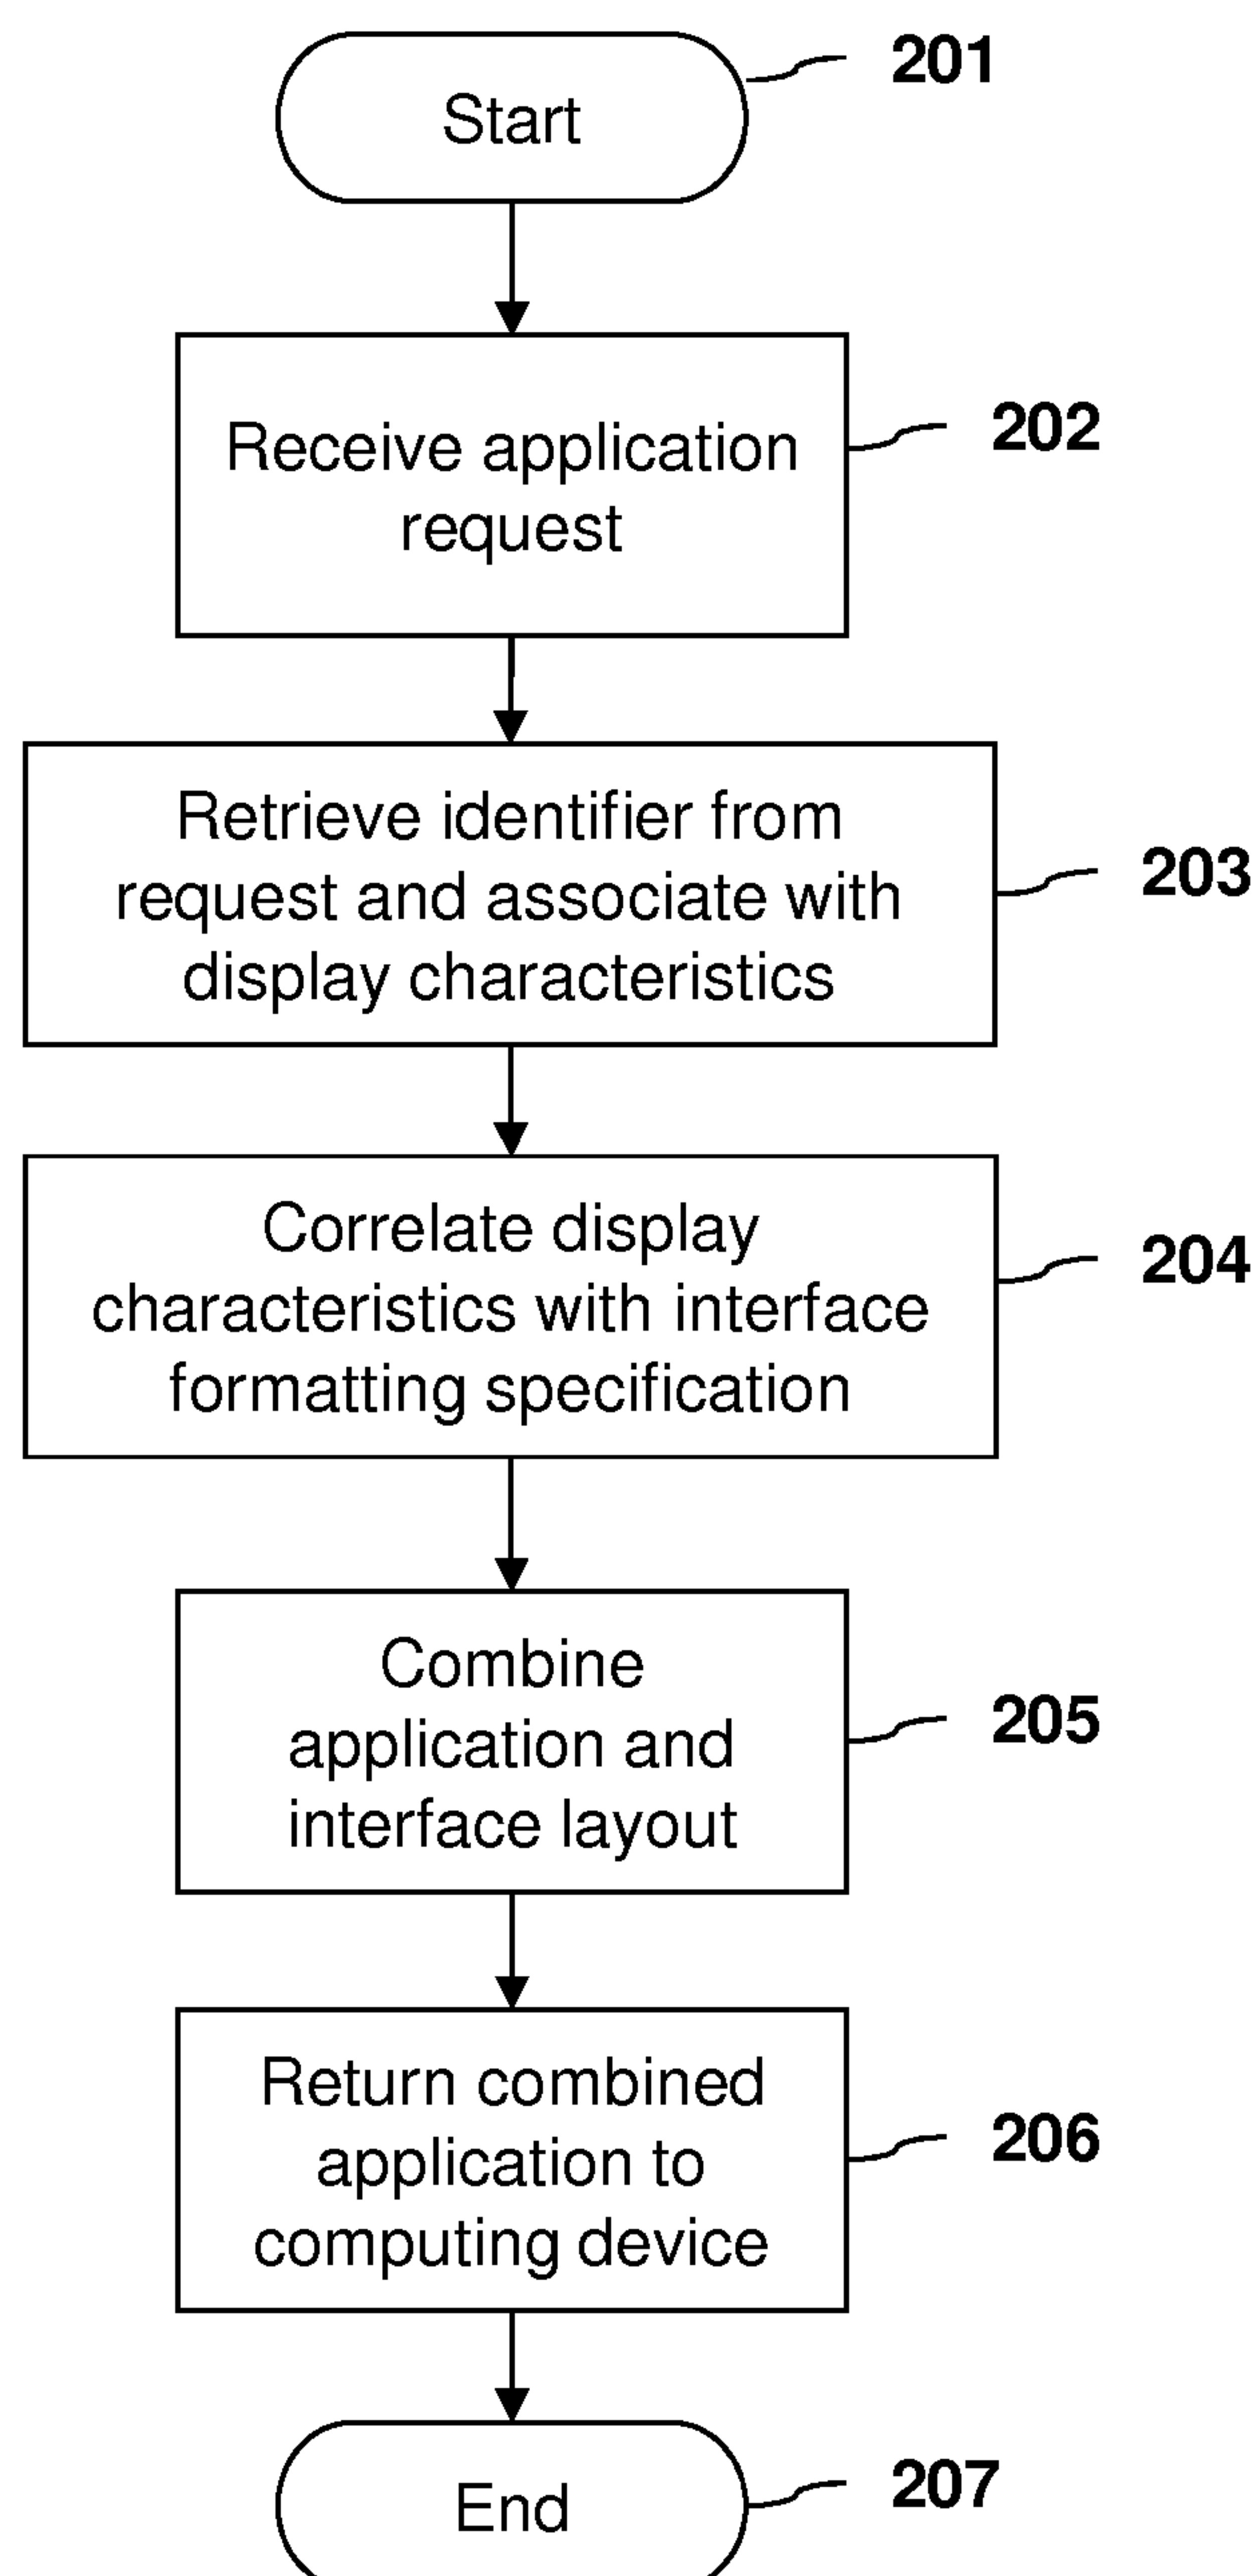 Start
201
Receive application
request
202
Retrieve identifier from
request and associate with
display characteristics
203
Correlate display
characteristics with interface
formatting specification
204
Combine
application and
interface layout
205
Return combined
application to
computing device
206
End
207